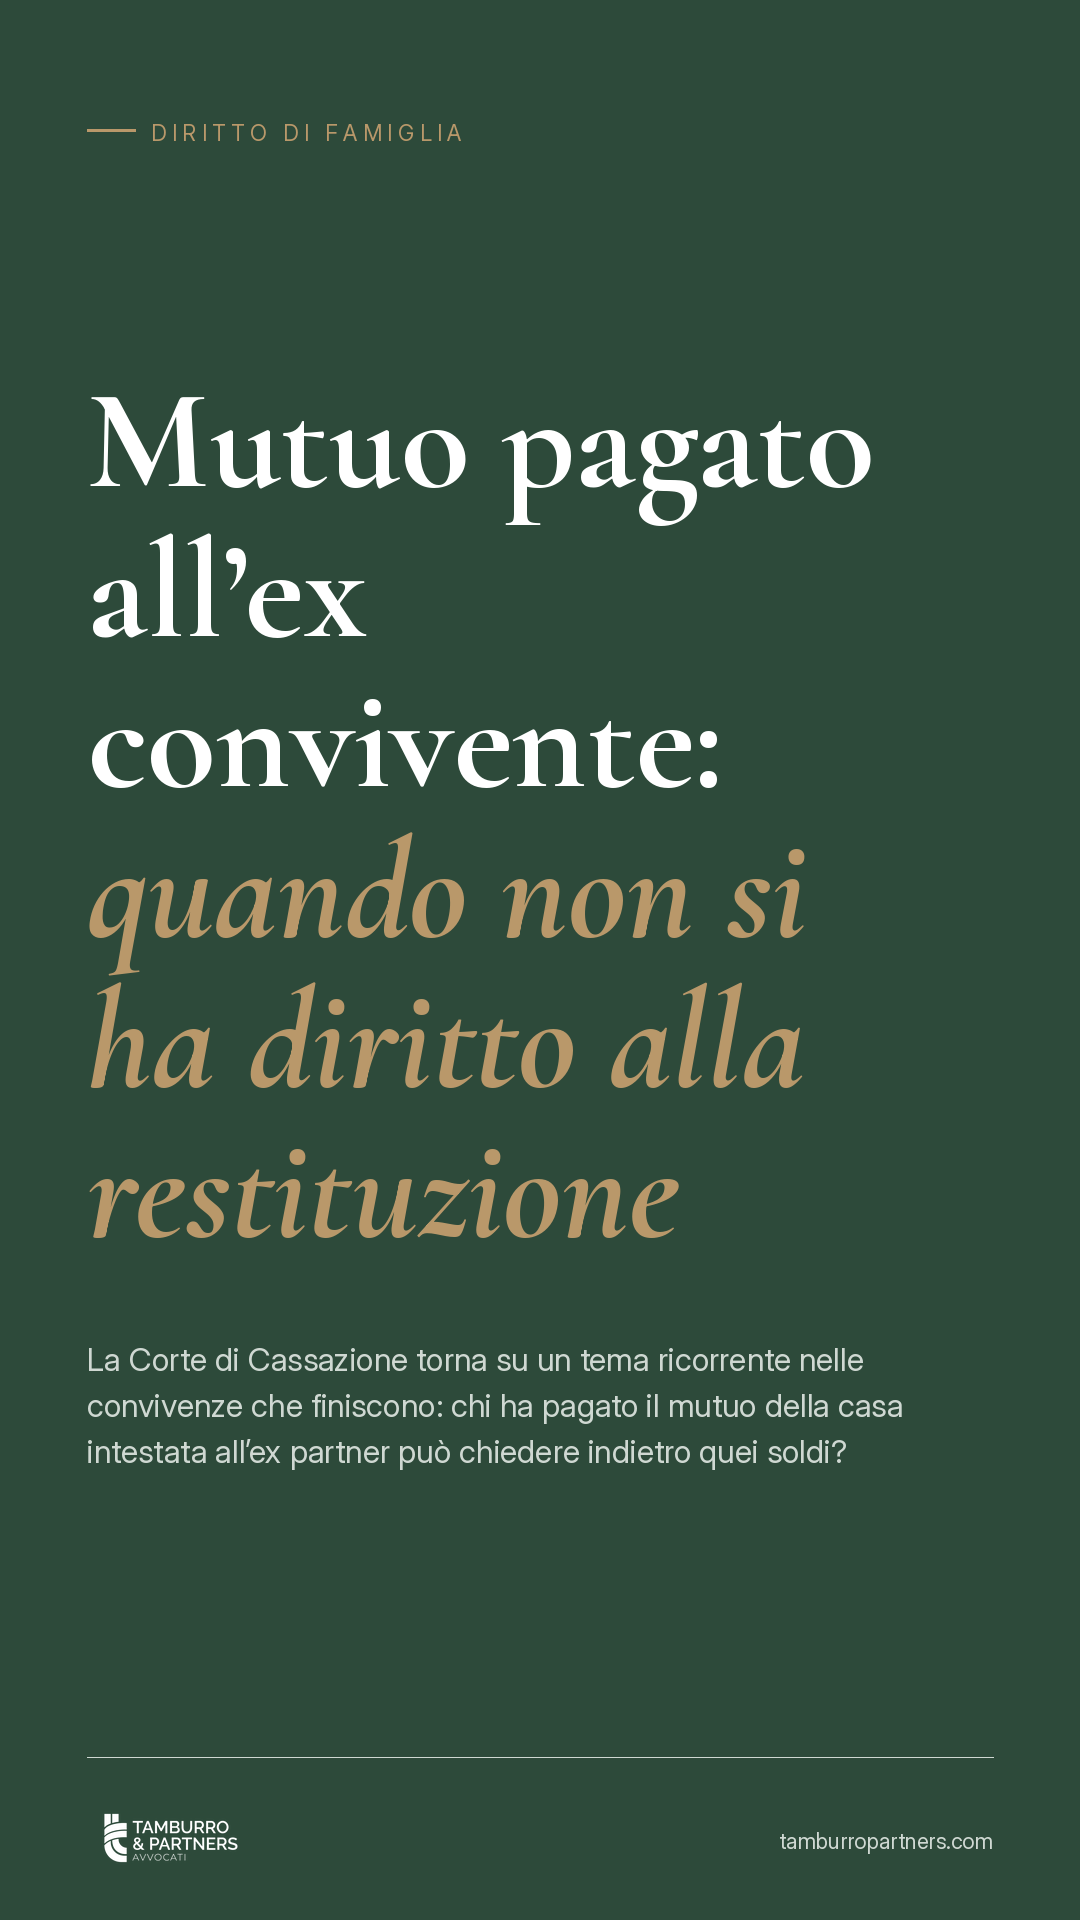 DIRITTO DI FAMIGLIA
Mutuo pagato
all’ex
convivente:
quando non si
ha diritto alla
restituzione
La Corte di Cassazione torna su un tema ricorrente nelle
convivenze che finiscono: chi ha pagato il mutuo della casa
intestata all’ex partner può chiedere indietro quei soldi?
TAMBURRO
& PARTNERS
AVVOCATI
tamburropartners.com